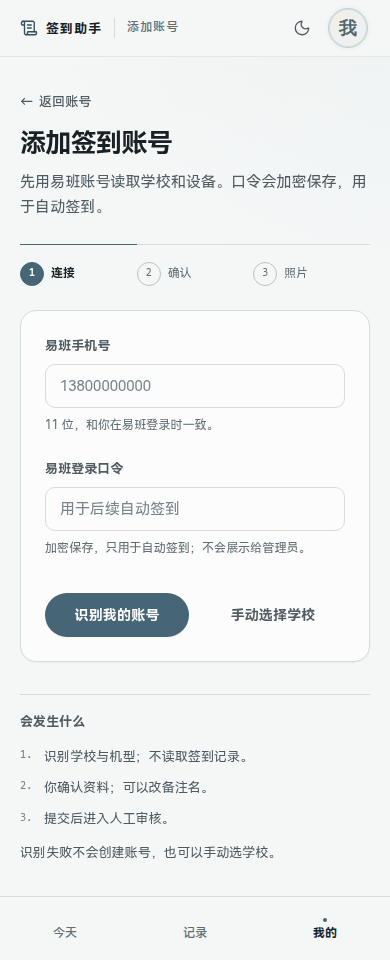 签到助手 添加账号 我
← 返回账号
添加签到账号
先用易班账号读取学校和设备。口令会加密保存，用
于自动签到。
1 连接 2 确认 3 照片
易班手机号
13800000000
11 位，和你在易班登录时一致。
易班登录口令
用于后续自动签到
加密保存，只用于自动签到；不会展示给管理员。
识别我的账号 手动选择学校
会发生什么
1. 识别学校与机型；不读取签到记录。
2. 你确认资料；可以改备注名。
3. 提交后进入人工审核。
识别失败不会创建账号，也可以手动选学校。
今天 记录 我的